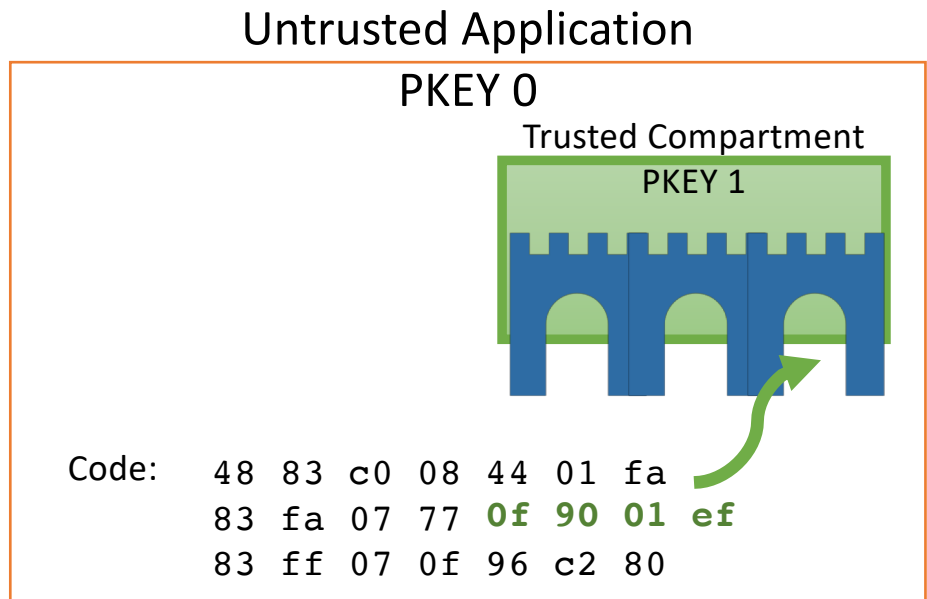 Untrusted Application
PKEY 0
Trusted Compartment
PKEY 1
Code: 48 83 c0 08 44 01 fa
83 fa 07 77 0f 90 01 ef
83 ff 07 0f 96 c2 80